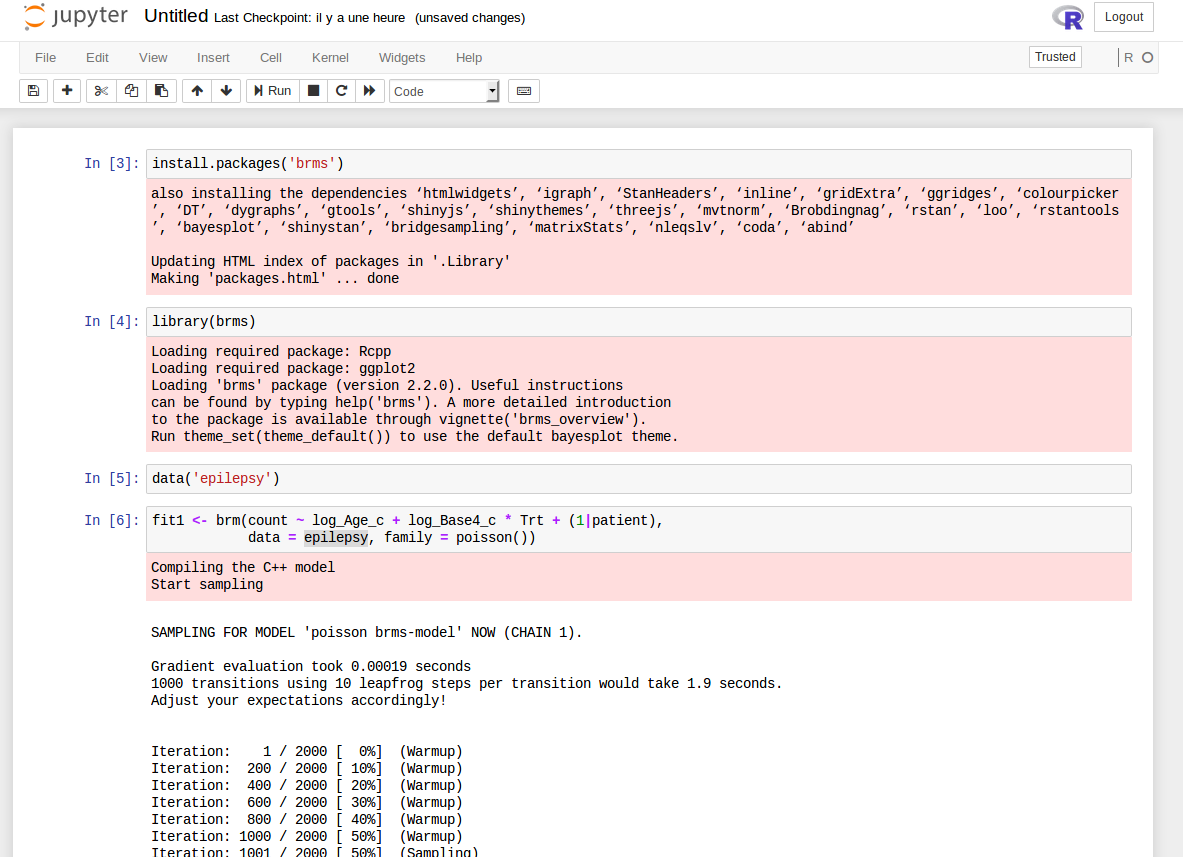 jupyter Untitled Last Checkpoint: il y a une heure (unsaved changes) R Logout
File Edit View Insert Cell Kernel Widgets Help Trusted R
Run Code
In [3]: install.packages('brms')
also installing the dependencies ‘htmlwidgets’, ‘igraph’, ‘StanHeaders’, ‘inline’, ‘gridExtra’, ‘ggridges’, ‘colourpicker
’, ‘DT’, ‘dygraphs’, ‘gtools’, ‘shinyjs’, ‘shinythemes’, ‘threejs’, ‘mvtnorm’, ‘Brobdingnag’, ‘rstan’, ‘loo’, ‘rstantools
’, ‘bayesplot’, ‘shinystan’, ‘bridgesampling’, ‘matrixStats’, ‘nleqslv’, ‘coda’, ‘abind’
Updating HTML index of packages in '.Library'
Making 'packages.html' ... done
In [4]: library(brms)
Loading required package: Rcpp
Loading required package: ggplot2
Loading 'brms' package (version 2.2.0). Useful instructions
can be found by typing help('brms'). A more detailed introduction
to the package is available through vignette('brms_overview').
Run theme_set(theme_default()) to use the default bayesplot theme.
In [5]: data('epilepsy')
In [6]: fit1 <- brm(count ~ log_Age_c + log_Base4_c * Trt + (1|patient),
data = epilepsy, family = poisson())
Compiling the C++ model
Start sampling
SAMPLING FOR MODEL 'poisson brms-model' NOW (CHAIN 1).
Gradient evaluation took 0.00019 seconds
1000 transitions using 10 leapfrog steps per transition would take 1.9 seconds.
Adjust your expectations accordingly!
Iteration:    1 / 2000 [  0%]  (Warmup)
Iteration:  200 / 2000 [ 10%]  (Warmup)
Iteration:  400 / 2000 [ 20%]  (Warmup)
Iteration:  600 / 2000 [ 30%]  (Warmup)
Iteration:  800 / 2000 [ 40%]  (Warmup)
Iteration: 1000 / 2000 [ 50%]  (Warmup)
Iteration: 1001 / 2000 [ 50%]  (Sampling)